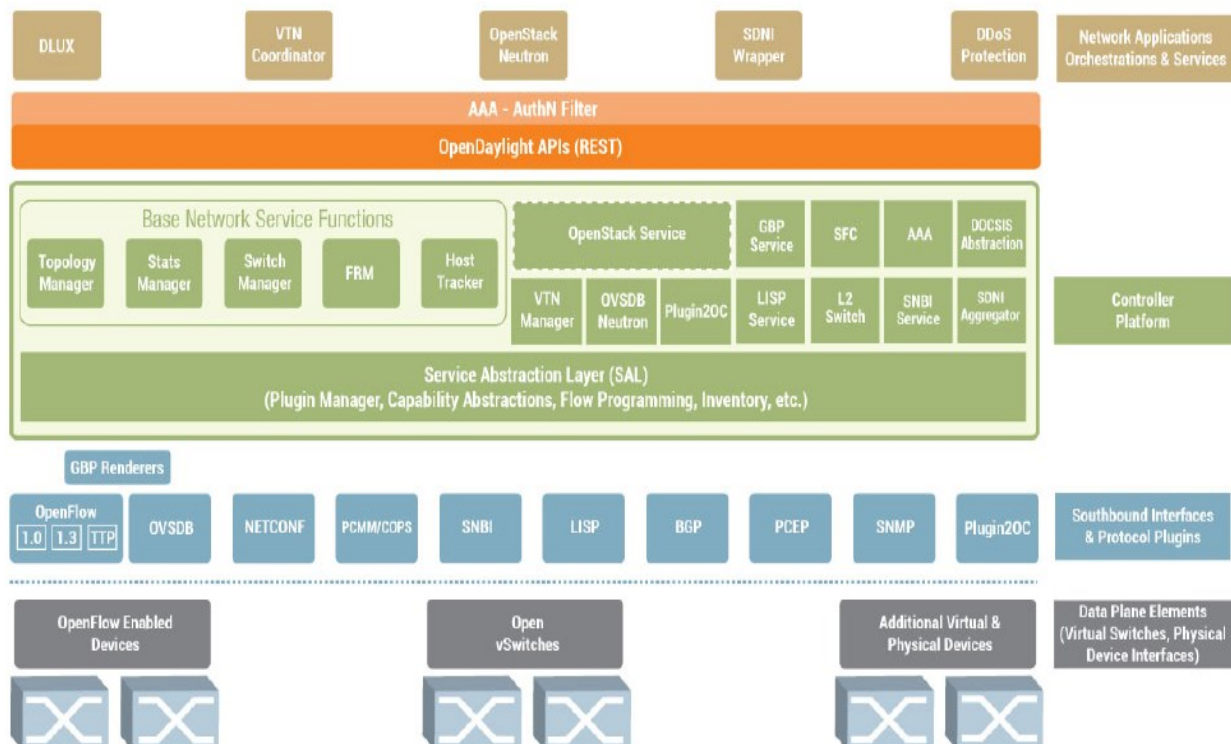 DLUX
VTN
Coordinator
OpenStack
Neutron
SDNI
Wrapper
DDoS
Protection
Network Applications
Orchestrations & Services
AAA - AuthN Filter
OpenDaylight APIs (REST)
Base Network Service Functions
Topology
Manager
Stats
Manager
Switch
Manager
FRM
Host
Tracker
OpenStack Service
GBP
Service
SFC
AAA
DOCSIS
Abstraction
VTN
Manager
OVSDB
Neutron
Plugin2OC
LISP
Service
L2
Switch
SNBI
Service
SDNI
Aggregator
Controller
Platform
Service Abstraction Layer (SAL)
(Plugin Manager, Capability Abstractions, Flow Programming, Inventory, etc.)
GBP Renderers
OpenFlow
1.0 1.3 TTP
OVSDB
NETCONF
PCMM/COPS
SNBI
LISP
BGP
PCEP
SNMP
Plugin2OC
Southbound Interfaces
& Protocol Plugins
OpenFlow Enabled
Devices
Open
vSwitches
Additional Virtual &
Physical Devices
Data Plane Elements
(Virtual Switches, Physical
Device Interfaces)